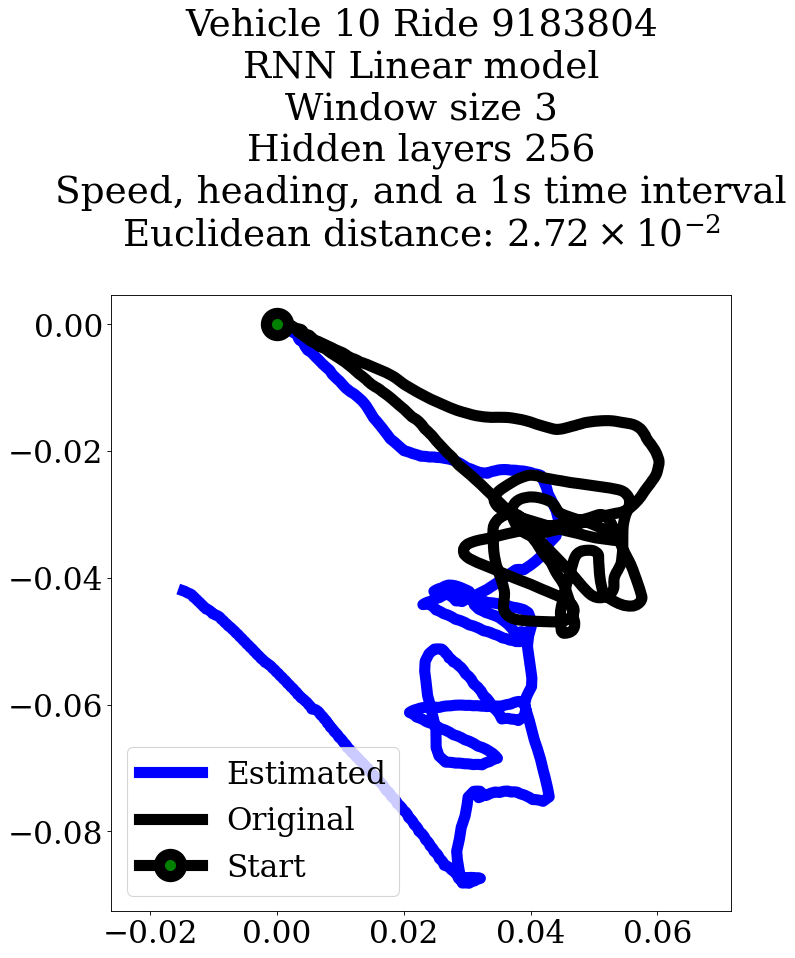 Vehicle 10 Ride 9183804
RNN Linear model
Window size 3
Hidden layers 256
Speed, heading, and a 1s time interval
Euclidean distance: 2.72 × 10⁻²
0.00
−0.02
−0.04
−0.06
−0.08
Estimated
Original
Start
−0.02 0.00 0.02 0.04 0.06